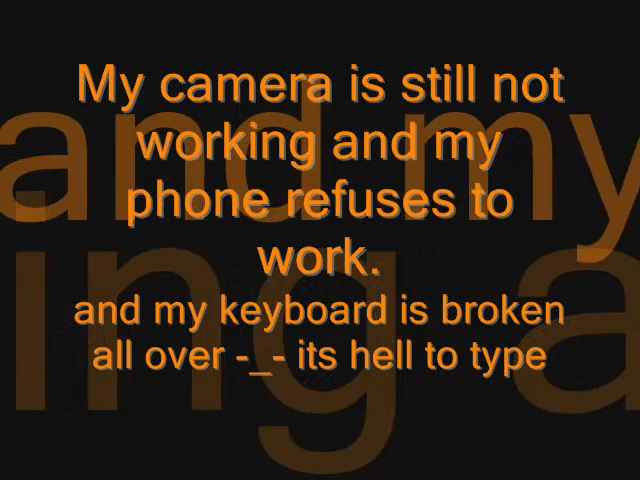 My camera is still not
working and my
phone refuses to
work.
and my keyboard is broken
all over -_- its hell to type